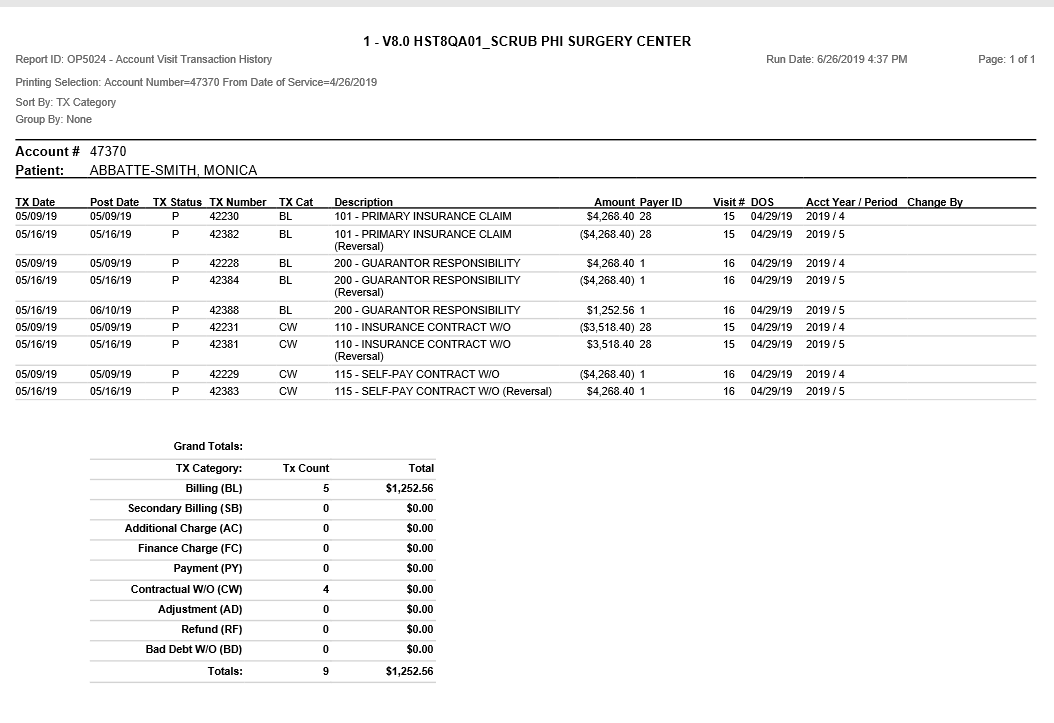 1 - V8.0 HST8QA01_SCRUB PHI SURGERY CENTER
Report ID: OP5024 - Account Visit Transaction History Run Date: 6/26/2019 4:37 PM Page: 1 of 1
Printing Selection: Account Number=47370 From Date of Service=4/26/2019
Sort By: TX Category
Group By: None
Account # 47370
Patient: ABBATTE-SMITH, MONICA
TX Date Post Date TX Status TX Number TX Cat Description Amount Payer ID Visit # DOS Acct Year / Period Change By
05/09/19 05/09/19 P 42230 BL 101 - PRIMARY INSURANCE CLAIM $4,268.40 28 15 04/29/19 2019 / 4
05/16/19 05/16/19 P 42382 BL 101 - PRIMARY INSURANCE CLAIM ($4,268.40) 28 15 04/29/19 2019 / 5
(Reversal)
05/09/19 05/09/19 P 42228 BL 200 - GUARANTOR RESPONSIBILITY $4,268.40 1 16 04/29/19 2019 / 4
05/16/19 05/16/19 P 42384 BL 200 - GUARANTOR RESPONSIBILITY ($4,268.40) 1 16 04/29/19 2019 / 5
(Reversal)
05/16/19 06/10/19 P 42388 BL 200 - GUARANTOR RESPONSIBILITY $1,252.56 1 16 04/29/19 2019 / 5
05/09/19 05/09/19 P 42231 CW 110 - INSURANCE CONTRACT W/O ($3,518.40) 28 15 04/29/19 2019 / 4
05/16/19 05/16/19 P 42381 CW 110 - INSURANCE CONTRACT W/O $3,518.40 28 15 04/29/19 2019 / 5
(Reversal)
05/09/19 05/09/19 P 42229 CW 115 - SELF-PAY CONTRACT W/O ($4,268.40) 1 16 04/29/19 2019 / 4
05/16/19 05/16/19 P 42383 CW 115 - SELF-PAY CONTRACT W/O (Reversal) $4,268.40 1 16 04/29/19 2019 / 5
Grand Totals:
TX Category: Tx Count Total
Billing (BL) 5 $1,252.56
Secondary Billing (SB) 0 $0.00
Additional Charge (AC) 0 $0.00
Finance Charge (FC) 0 $0.00
Payment (PY) 0 $0.00
Contractual W/O (CW) 4 $0.00
Adjustment (AD) 0 $0.00
Refund (RF) 0 $0.00
Bad Debt W/O (BD) 0 $0.00
Totals: 9 $1,252.56